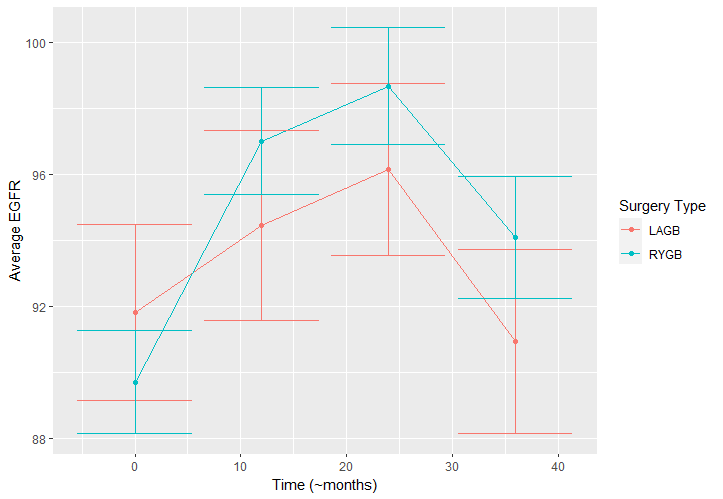 100
96
92
88
Average EGFR
0 10 20 30 40
Time (~months)
Surgery Type
LAGB
RYGB